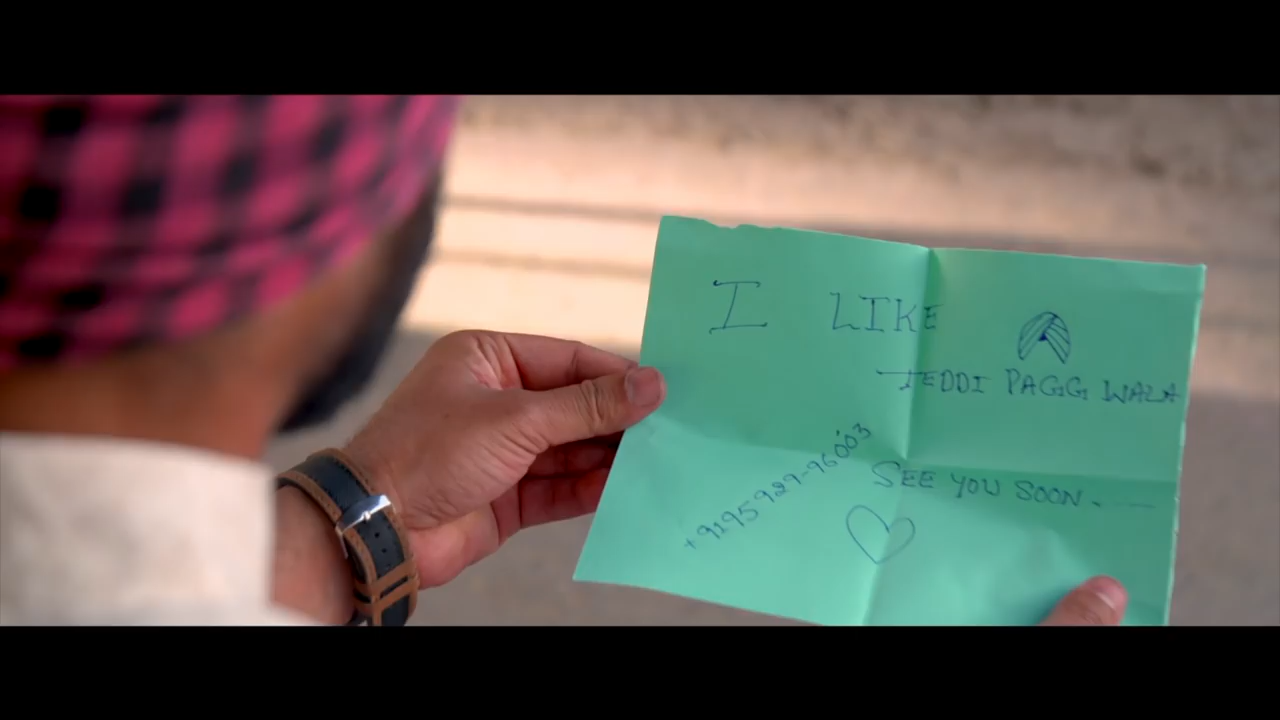 I LIKE
TEDDI PAGG WALA
+9195927-96003
SEE YOU SOON. —